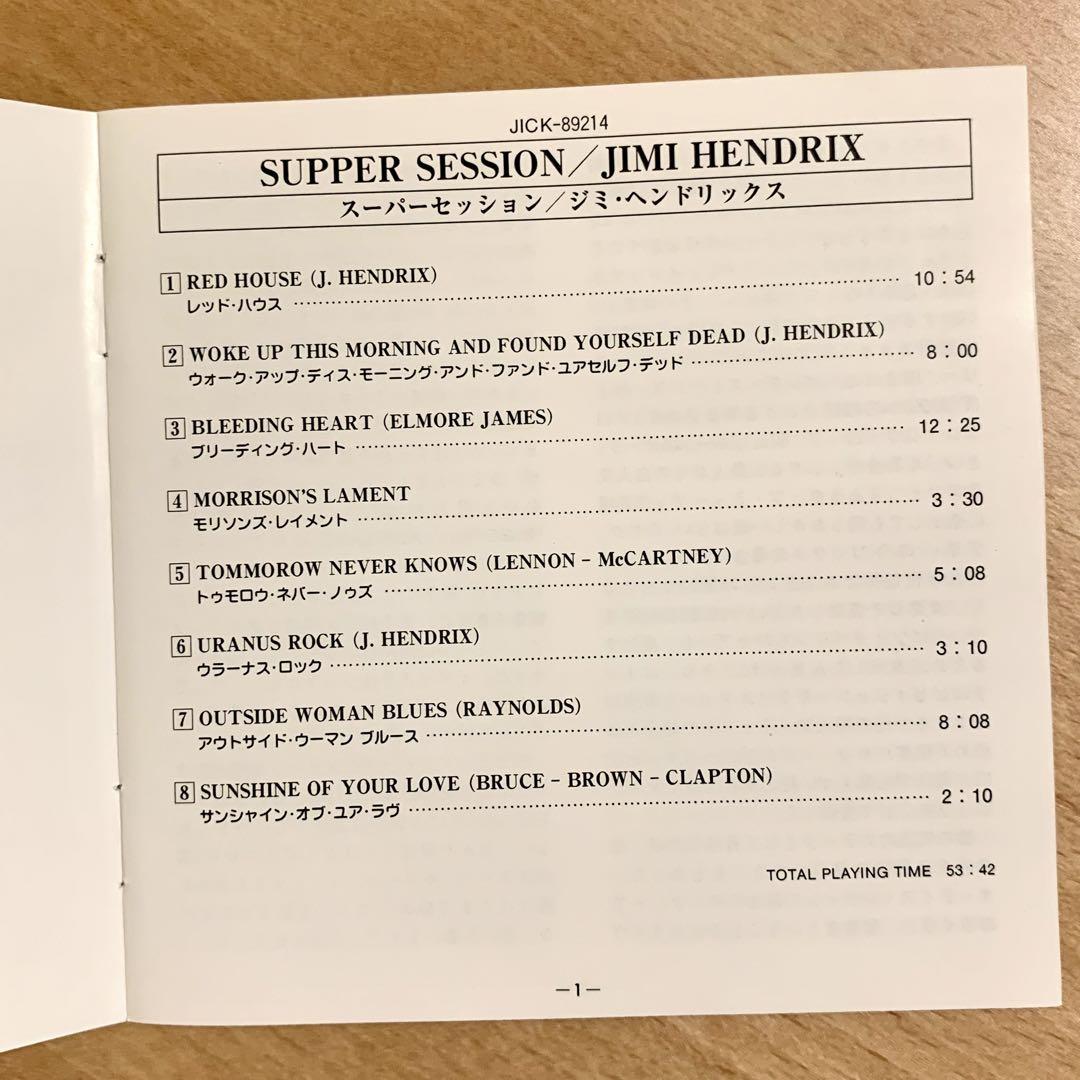 JICK-89214
SUPPER SESSION／JIMI HENDRIX
スーパーセッション／ジミ・ヘンドリックス
1 RED HOUSE (J. HENDRIX)
レッド・ハウス ………… 10：54
2 WOKE UP THIS MORNING AND FOUND YOURSELF DEAD (J. HENDRIX)
ウォーク・アップ・ディス・モーニング・アンド・ファンド・ユアセルフ・デッド ………… 8：00
3 BLEEDING HEART (ELMORE JAMES)
ブリーディング・ハート ………… 12：25
4 MORRISON'S LAMENT
モリソンズ・レイメント ………… 3：30
5 TOMMOROW NEVER KNOWS (LENNON – McCARTNEY)
トゥモロウ・ネバー・ノゥズ ………… 5：08
6 URANUS ROCK (J. HENDRIX)
ウラーナス・ロック ………… 3：10
7 OUTSIDE WOMAN BLUES (RAYNOLDS)
アウトサイド・ウーマン ブルース ………… 8：08
8 SUNSHINE OF YOUR LOVE (BRUCE – BROWN – CLAPTON)
サンシャイン・オブ・ユア・ラヴ ………… 2：10
TOTAL PLAYING TIME 53：42
—1—